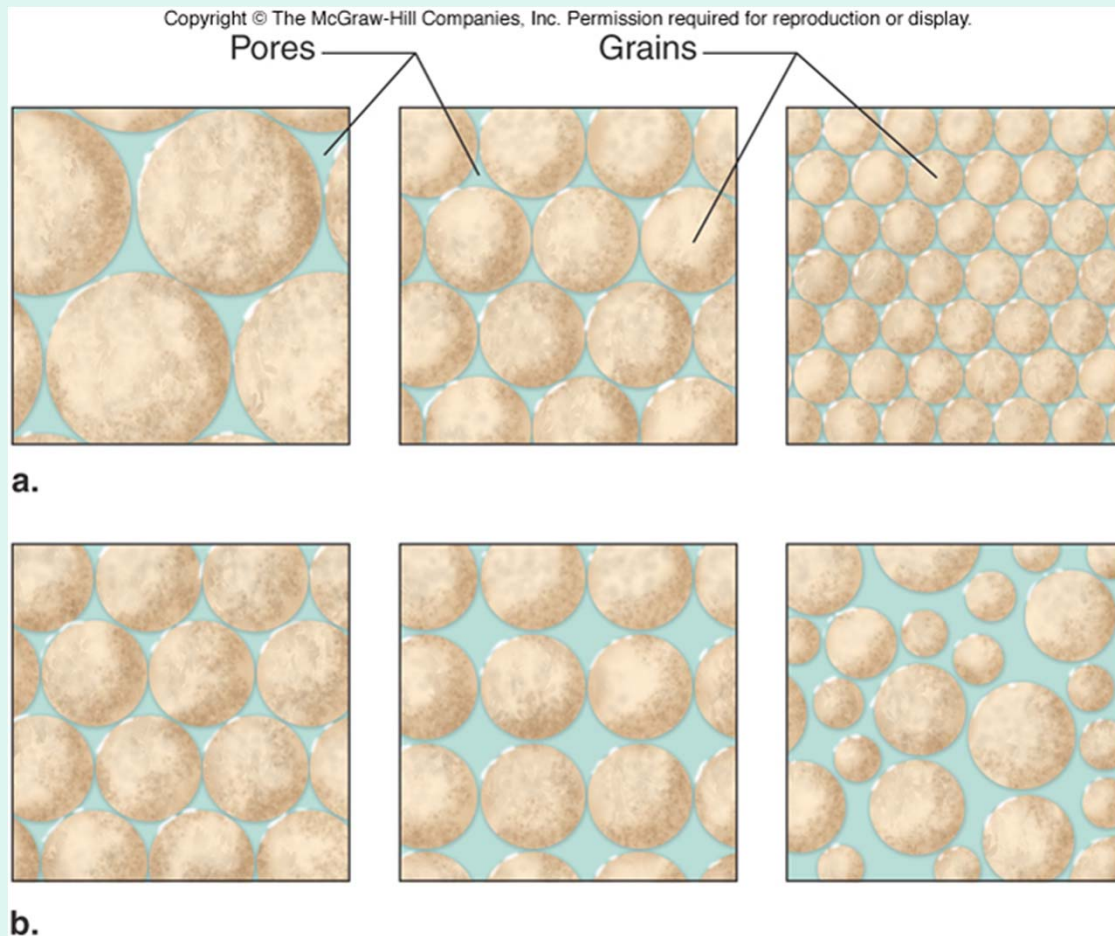 Copyright © The McGraw-Hill Companies, Inc. Permission required for reproduction or display.
Pores
Grains
a.
b.